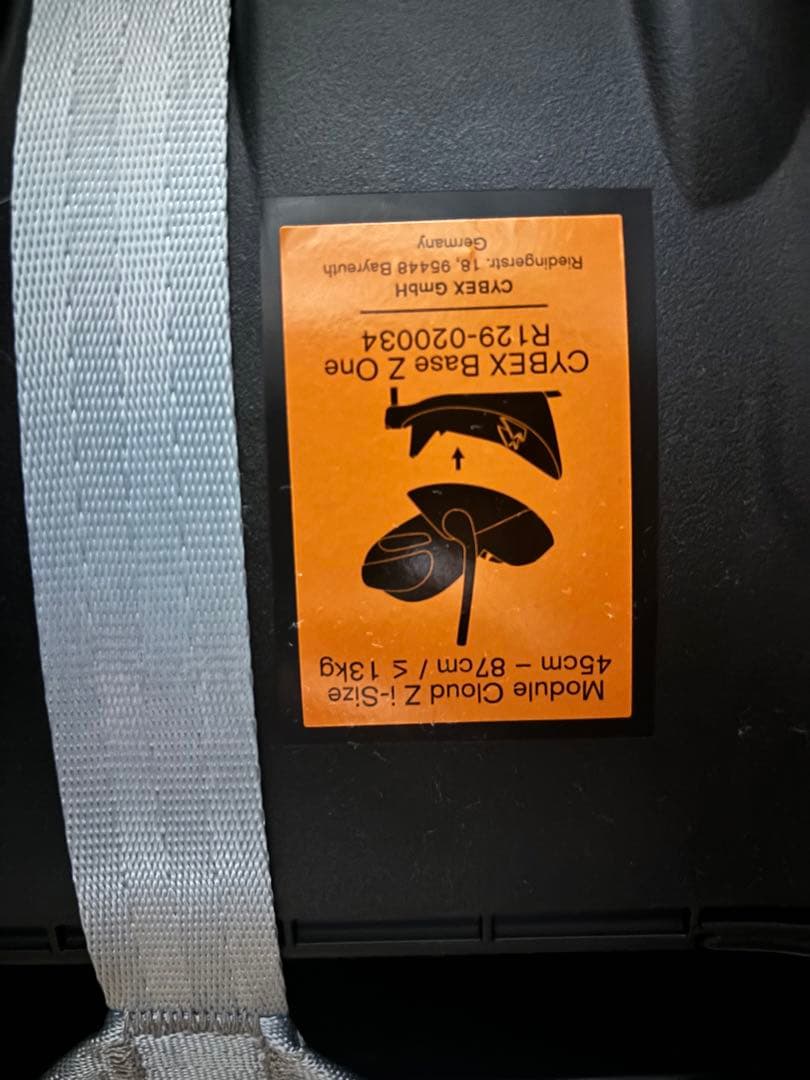 Module Cloud Z i-Size
45cm – 87cm / ≤ 13kg
CYBEX Base Z One
R129-020034
CYBEX GmbH
Riedingerstr. 18, 95448 Bayreuth
Germany